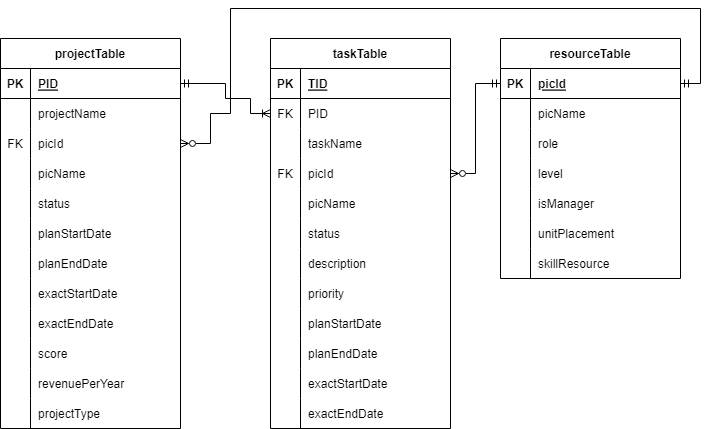 projectTable
PK PID
projectName
FK picId
picName
status
planStartDate
planEndDate
exactStartDate
exactEndDate
score
revenuePerYear
projectType
taskTable
PK TID
FK PID
taskName
FK picId
picName
status
description
priority
planStartDate
planEndDate
exactStartDate
exactEndDate
resourceTable
PK picId
picName
role
level
isManager
unitPlacement
skillResource